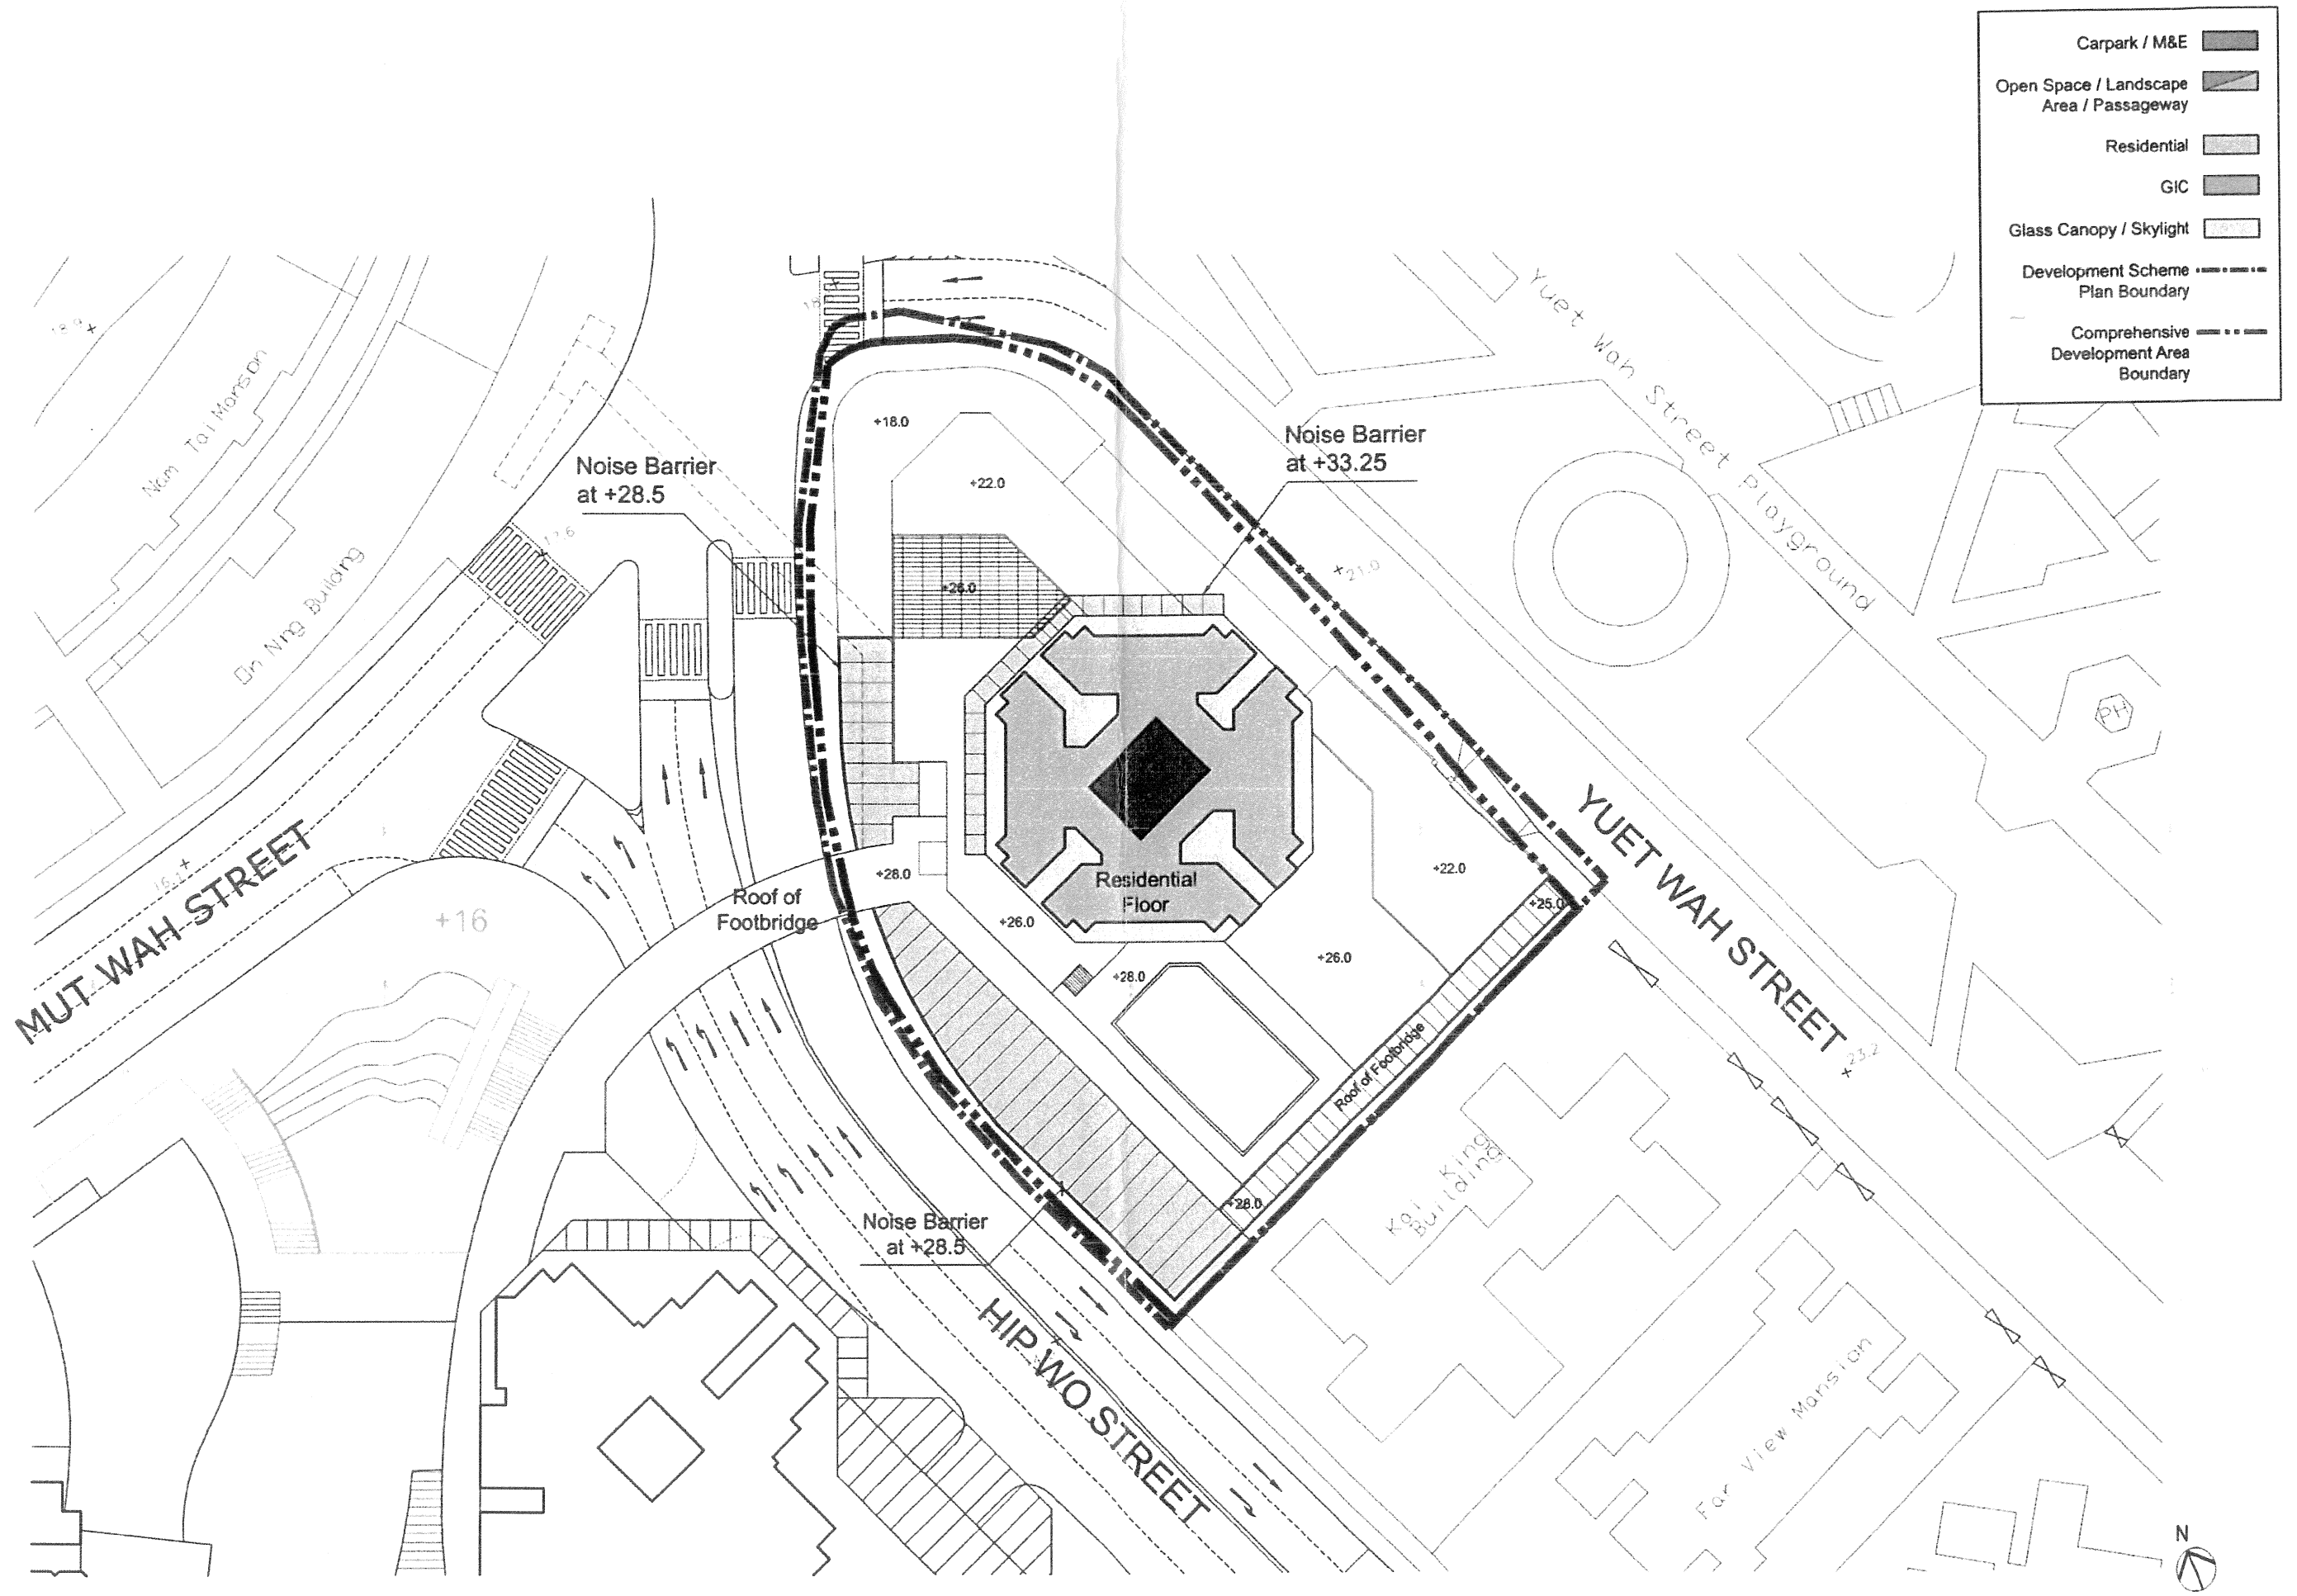 Carpark / M&E
Open Space / Landscape
Area / Passageway
Residential
GIC
Glass Canopy / Skylight
Development Scheme
Plan Boundary
Comprehensive
Development Area
Boundary
Yuet Wah Street Playground
Nam Tai Mansion
On Ning Building
+18.0
Noise Barrier
at +33.25
Noise Barrier
at +28.5
+22.0
17.6
+26.0
21.0
PH
YUET WAH STREET
MUT WAH STREET
Residential
Floor
+28.0
+22.0
Roof of
Footbridge
+25.0
+16
+26.0
+26.0
+28.0
23.2
Roof of Footbridge
Kai King
Building
+28.0
Noise Barrier
at +28.5
HIP WO STREET
Far View Mansion
N